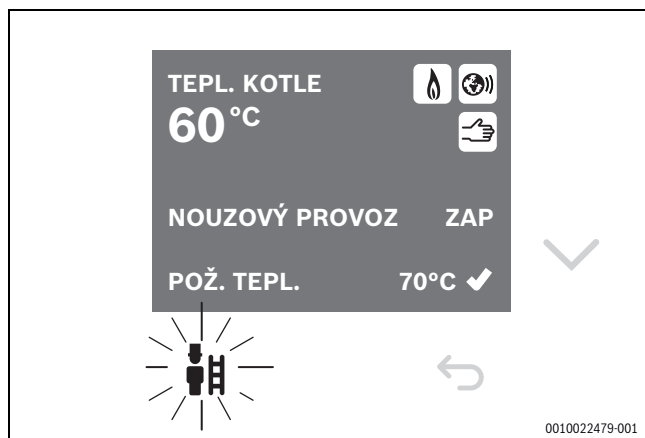 TEPL. KOTLE
60°C
NOUZOVÝ PROVOZ ZAP
POŽ. TEPL. 70°C
0010022479-001